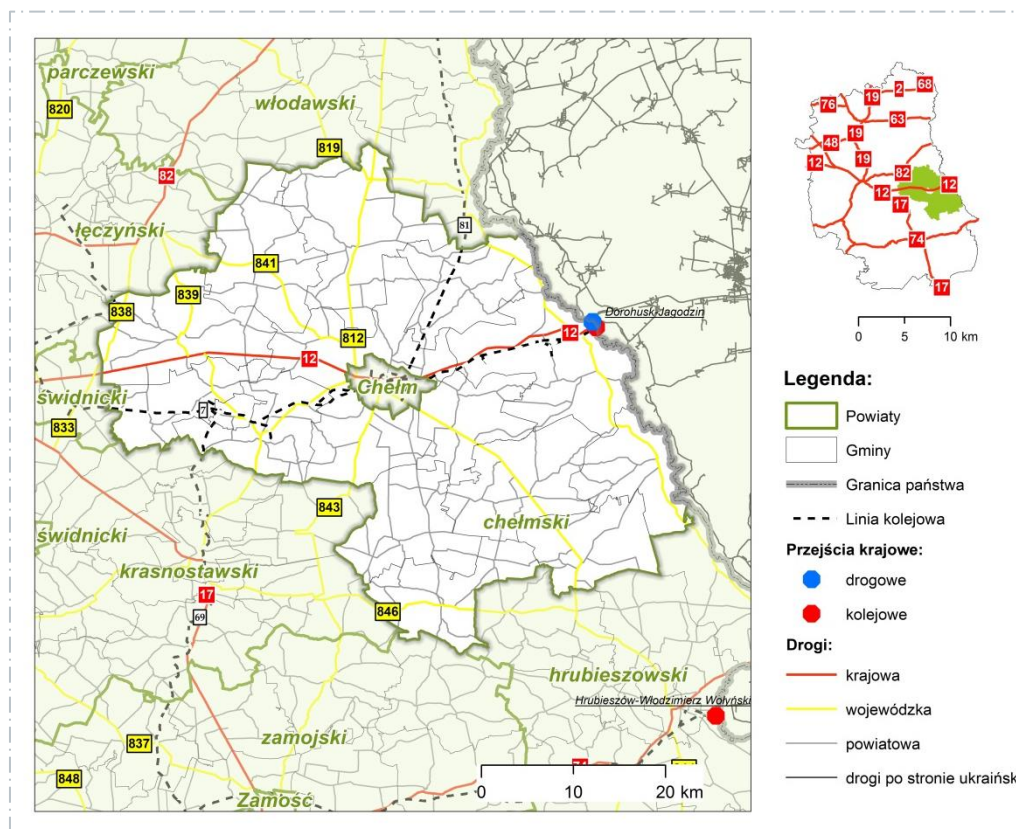 parczewski
820
włodawski
819
82
81
łęczyński
841
839
838
812
Dorohusk-Jagodzin
12
12
Chełm
świdnicki
7
833
843
chełmski
świdnicki
krasnostawski
17
69
846
hrubieszowski
Hrubieszów-Włodzimierz Wołyński
zamojski
837
848
74
Zamość
0 10 20 km
68
2
19
76
63
48
19
12
19
82
12
12
17
74
17
0 5 10 km
Legenda:
Powiaty
Gminy
Granica państwa
Linia kolejowa
Przejścia krajowe:
drogowe
kolejowe
Drogi:
krajowa
wojewódzka
powiatowa
drogi po stronie ukraińsk